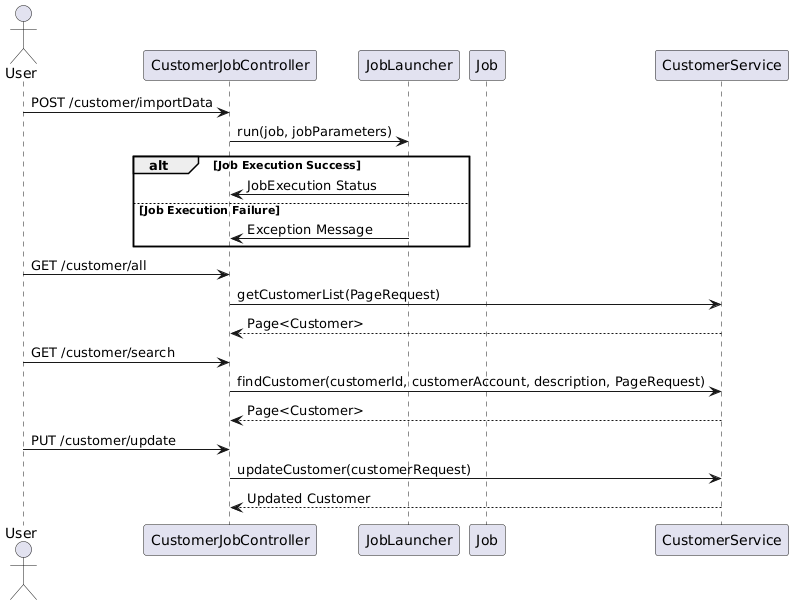 User
CustomerJobController
JobLauncher
Job
CustomerService
POST /customer/importData
run(job, jobParameters)
alt
[Job Execution Success]
JobExecution Status
[Job Execution Failure]
Exception Message
GET /customer/all
getCustomerList(PageRequest)
Page<Customer>
GET /customer/search
findCustomer(customerId, customerAccount, description, PageRequest)
Page<Customer>
PUT /customer/update
updateCustomer(customerRequest)
Updated Customer
User
CustomerJobController
JobLauncher
Job
CustomerService